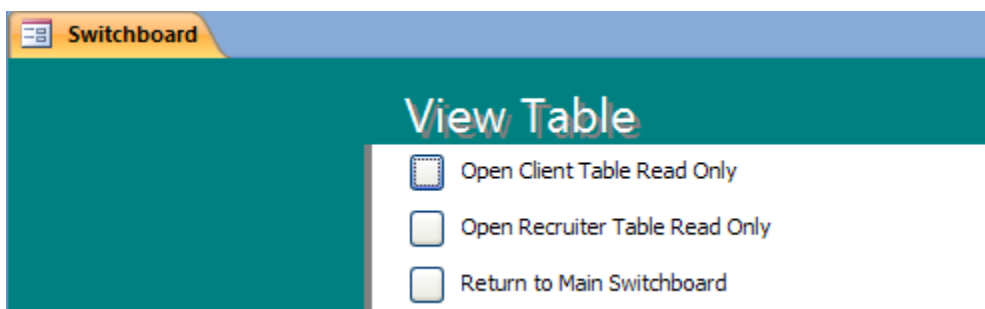 Switchboard
View Table
Open Client Table Read Only
Open Recruiter Table Read Only
Return to Main Switchboard